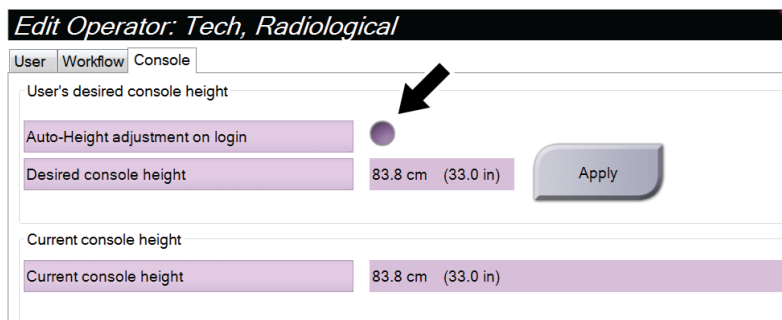 Edit Operator: Tech, Radiological
User Workflow Console
User's desired console height
Auto-Height adjustment on login
Desired console height 83.8 cm (33.0 in) Apply
Current console height
Current console height 83.8 cm (33.0 in)